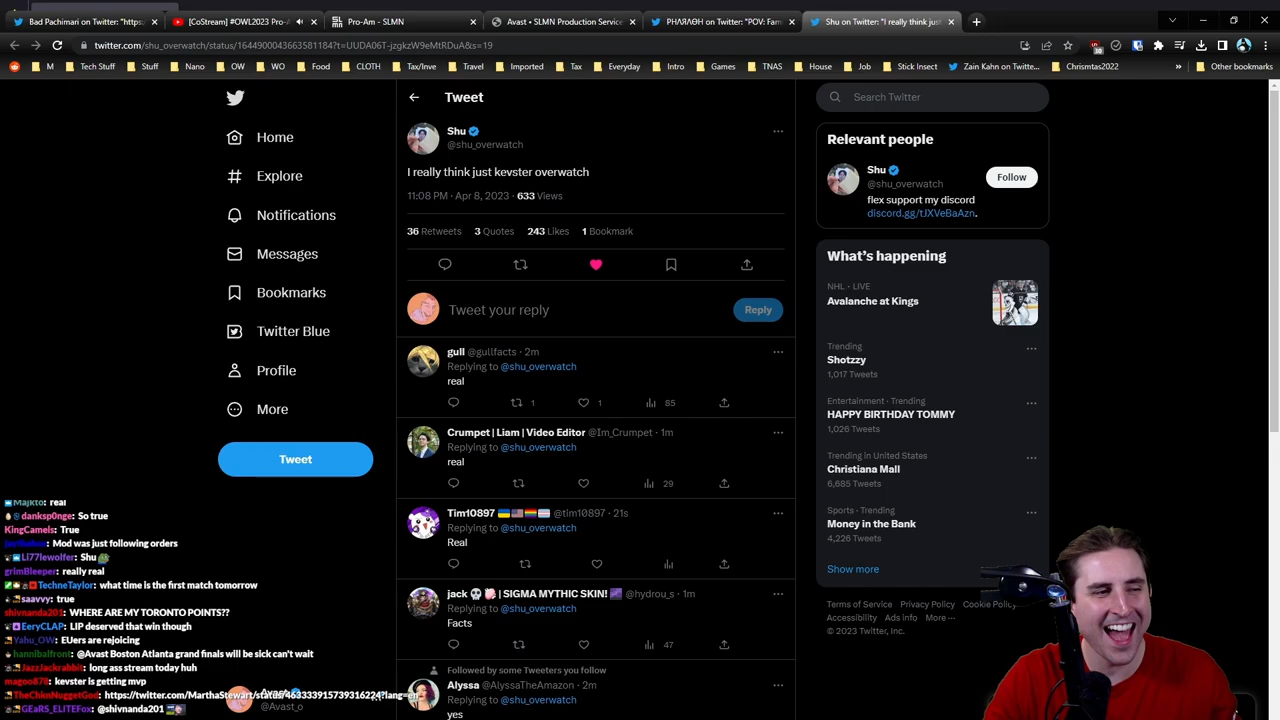 Bad Pachimari on Twitter: "https:
[CoStream] #OWL2023 Pro-A
Pro-Am - SLMN
Avast • SLMN Production Service
PHΛЯΛӨH on Twitter: "POV: Fam
Shu on Twitter: "I really think jus
twitter.com/shu_overwatch/status/1644900043663581184?t=UUDA06T-jzgkzW9eMtRDuA&s=19
M
Tech Stuff
Stuff
Nano
OW
WO
Food
CLOTH
Tax/Inve
Travel
Imported
Tax
Everyday
Intro
Games
TNAS
House
Job
Stick Insect
Zain Kahn on Twitte...
Chrismtas2022
Other bookmarks
Home
Explore
Notifications
Messages
Bookmarks
Twitter Blue
Profile
More
Tweet
Tweet
Shu
@shu_overwatch
I really think just kevster overwatch
11:08 PM · Apr 8, 2023 · 633 Views
36 Retweets 3 Quotes 243 Likes 1 Bookmark
Tweet your reply
Reply
gull @gullfacts · 2m
Replying to @shu_overwatch
real
1 1 85
Crumpet | Liam | Video Editor @Im_Crumpet · 1m
Replying to @shu_overwatch
real
29
Tim10897 @tim10897 · 21s
Replying to @shu_overwatch
Real
jack | SIGMA MYTHIC SKIN! @hydrou_s · 1m
Replying to @shu_overwatch
Facts
47
Followed by some Tweeters you follow
Alyssa @AlyssaTheAmazon · 2m
Replying to @shu_overwatch
yes
Search Twitter
Relevant people
Shu
@shu_overwatch
Follow
flex support my discord
discord.gg/tJXVeBaAzn.
What's happening
NHL · LIVE
Avalanche at Kings
Trending
Shotzzy
1,017 Tweets
Entertainment · Trending
HAPPY BIRTHDAY TOMMY
1,026 Tweets
Trending in United States
Christiana Mall
6,685 Tweets
Sports · Trending
Money in the Bank
4,226 Tweets
Show more
Terms of Service Privacy Policy Cookie Policy
Accessibility Ads info More ···
© 2023 Twitter, Inc.
Majkto: real
danksp0nge: So true
KingCamels: True
Mod was just following orders
Ll77lewolfer: Shu
grimBleeper: really real
TechneTaylor: what time is the first match tomorrow
saavvy: true
shivnanda201: WHERE ARE MY TORONTO POINTS??
EeryCLAP: LIP deserved that win though
Yahu_OW: EUers are rejoicing
hannibalfront: @Avast Boston Atlanta grand finals will be sick can't wait
JazzJackrabbit: long ass stream today huh
magoo878: kevster is getting mvp
TheChknNuggetGod:
GEaRS_ELITEFox: @shivnanda201
@Avast_o